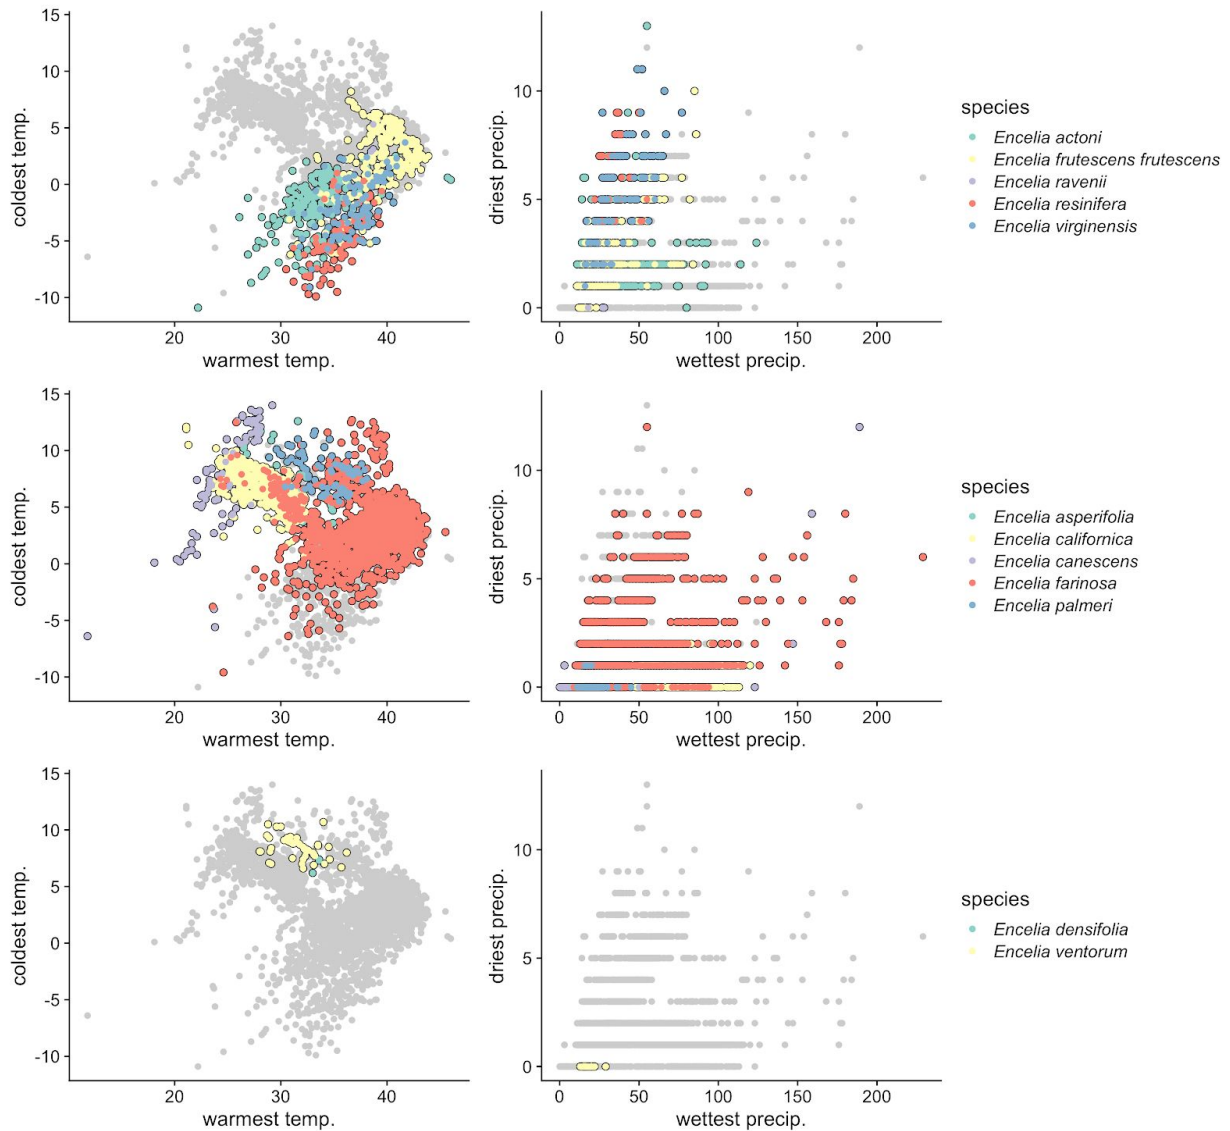 15
10
5
0
-5
-10
coldest temp.
20
30
40
warmest temp.
10
5
0
driest precip.
0
50
100
150
200
wettest precip.
species
Encelia actoni
Encelia frutescens frutescens
Encelia ravenii
Encelia resinifera
Encelia virginensis
15
10
5
0
-5
-10
coldest temp.
20
30
40
warmest temp.
10
5
0
driest precip.
0
50
100
150
200
wettest precip.
species
Encelia asperifolia
Encelia californica
Encelia canescens
Encelia farinosa
Encelia palmeri
15
10
5
0
-5
-10
coldest temp.
20
30
40
warmest temp.
10
5
0
driest precip.
0
50
100
150
200
wettest precip.
species
Encelia densifolia
Encelia ventorum